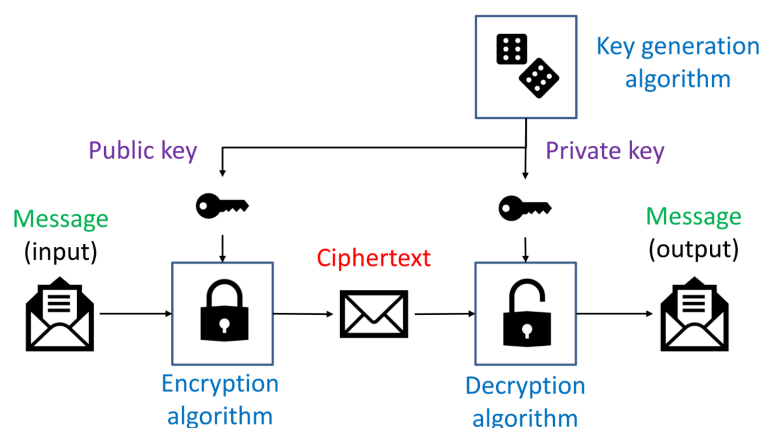 Key generation
algorithm
Public key
Private key
Message
(input)
Ciphertext
Message
(output)
Encryption
algorithm
Decryption
algorithm